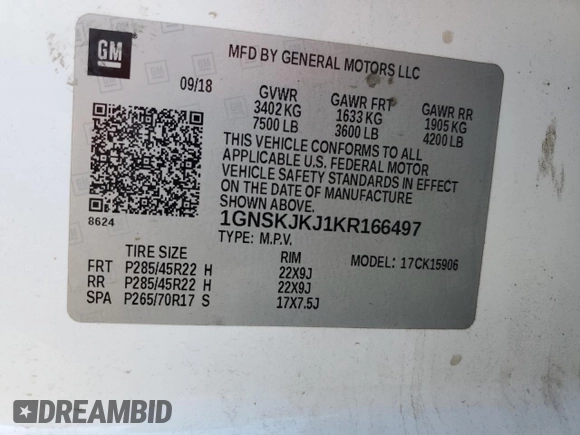 GM
MFD BY GENERAL MOTORS LLC
09/18
GVWR GAWR FRT GAWR RR
3402 KG 1633 KG 1905 KG
7500 LB 3600 LB 4200 LB
THIS VEHICLE CONFORMS TO ALL
APPLICABLE U.S. FEDERAL MOTOR
VEHICLE SAFETY STANDARDS IN EFFECT
ON THE DATE OF MANUFACTURE
SHOWN ABOVE.
8624
1GNSKJKJ1KR166497
TYPE: M.P.V.
TIRE SIZE RIM MODEL: 17CK15906
FRT P285/45R22 H 22X9J
RR P285/45R22 H 22X9J
SPA P265/70R17 S 17X7.5J
DREAMBID